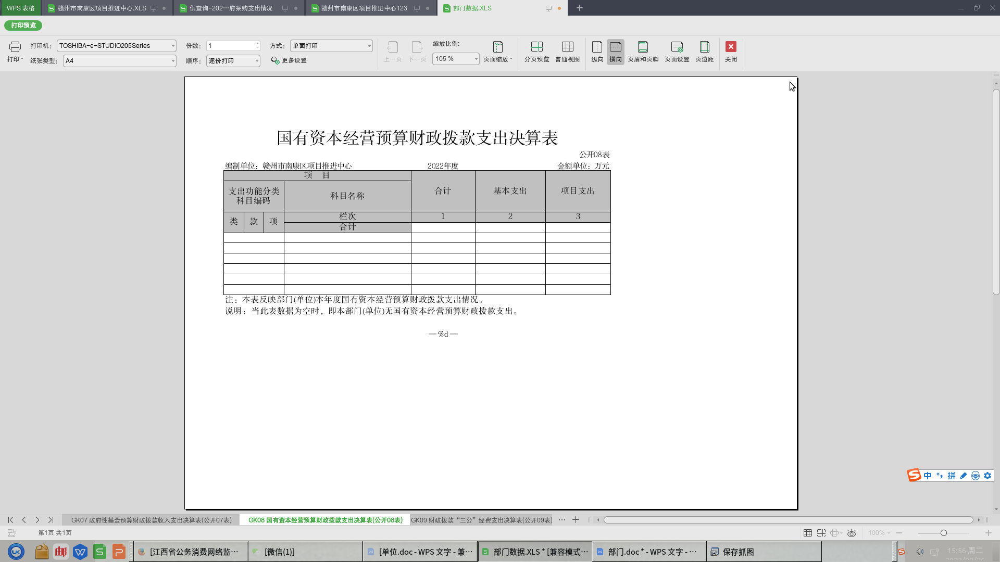 WPS 表格
赣州市南康区项目推进中心.XLS
供查询-202···府采购支出情况
赣州市南康区项目推进中心123
部门数据.XLS
打印预览
打印机: TOSHIBA-e-STUDIO205Series
份数: 1
方式: 单面打印
缩放比例:
打印
纸张类型: A4
顺序: 逐份打印
更多设置
上一页
下一页
105 %
页面缩放
分页预览
普通视图
纵向
横向
页眉和页脚
页面设置
页边距
关闭
国有资本经营预算财政拨款支出决算表
公开08表
编制单位: 赣州市南康区项目推进中心 2022年度 金额单位: 万元
项 目 合计 基本支出 项目支出
支出功能分类
科目编码
科目名称
类 款 项 栏次 1 2 3
合计
注: 本表反映部门(单位)本年度国有资本经营预算财政拨款支出情况。
说明: 当此表数据为空时, 即本部门(单位)无国有资本经营预算财政拨款支出。
— %d —
中 拼
GK07 政府性基金预算财政拨款收入支出决算表(公开07表)
GK08 国有资本经营预算财政拨款支出决算表(公开08表)
GK09 财政拨款“三公”经费支出决算表(公开09表)
第1页 共1页
100%
[江西省公务消费网络监···
[微信(1)]
[单位.doc - WPS 文字 - 兼···
部门数据.XLS * [兼容模式···
部门.doc * - WPS 文字 - ···
保存抓图
15:56 周二